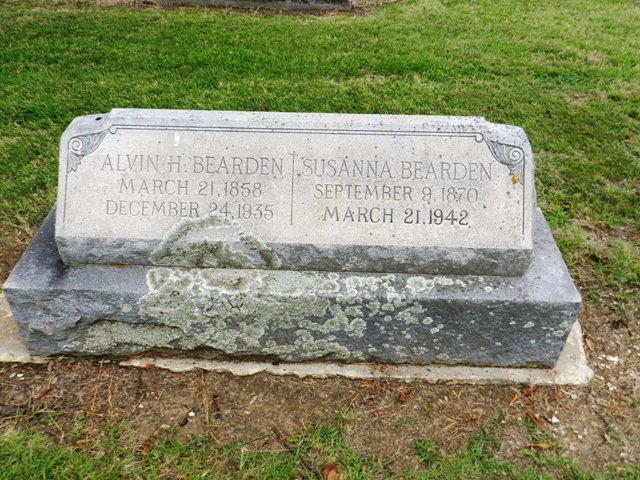 ALVIN H. BEARDEN
MARCH 21, 1858
DECEMBER 24, 1935
SUSANNA BEARDEN
SEPTEMBER 9, 1870
MARCH 21, 1942